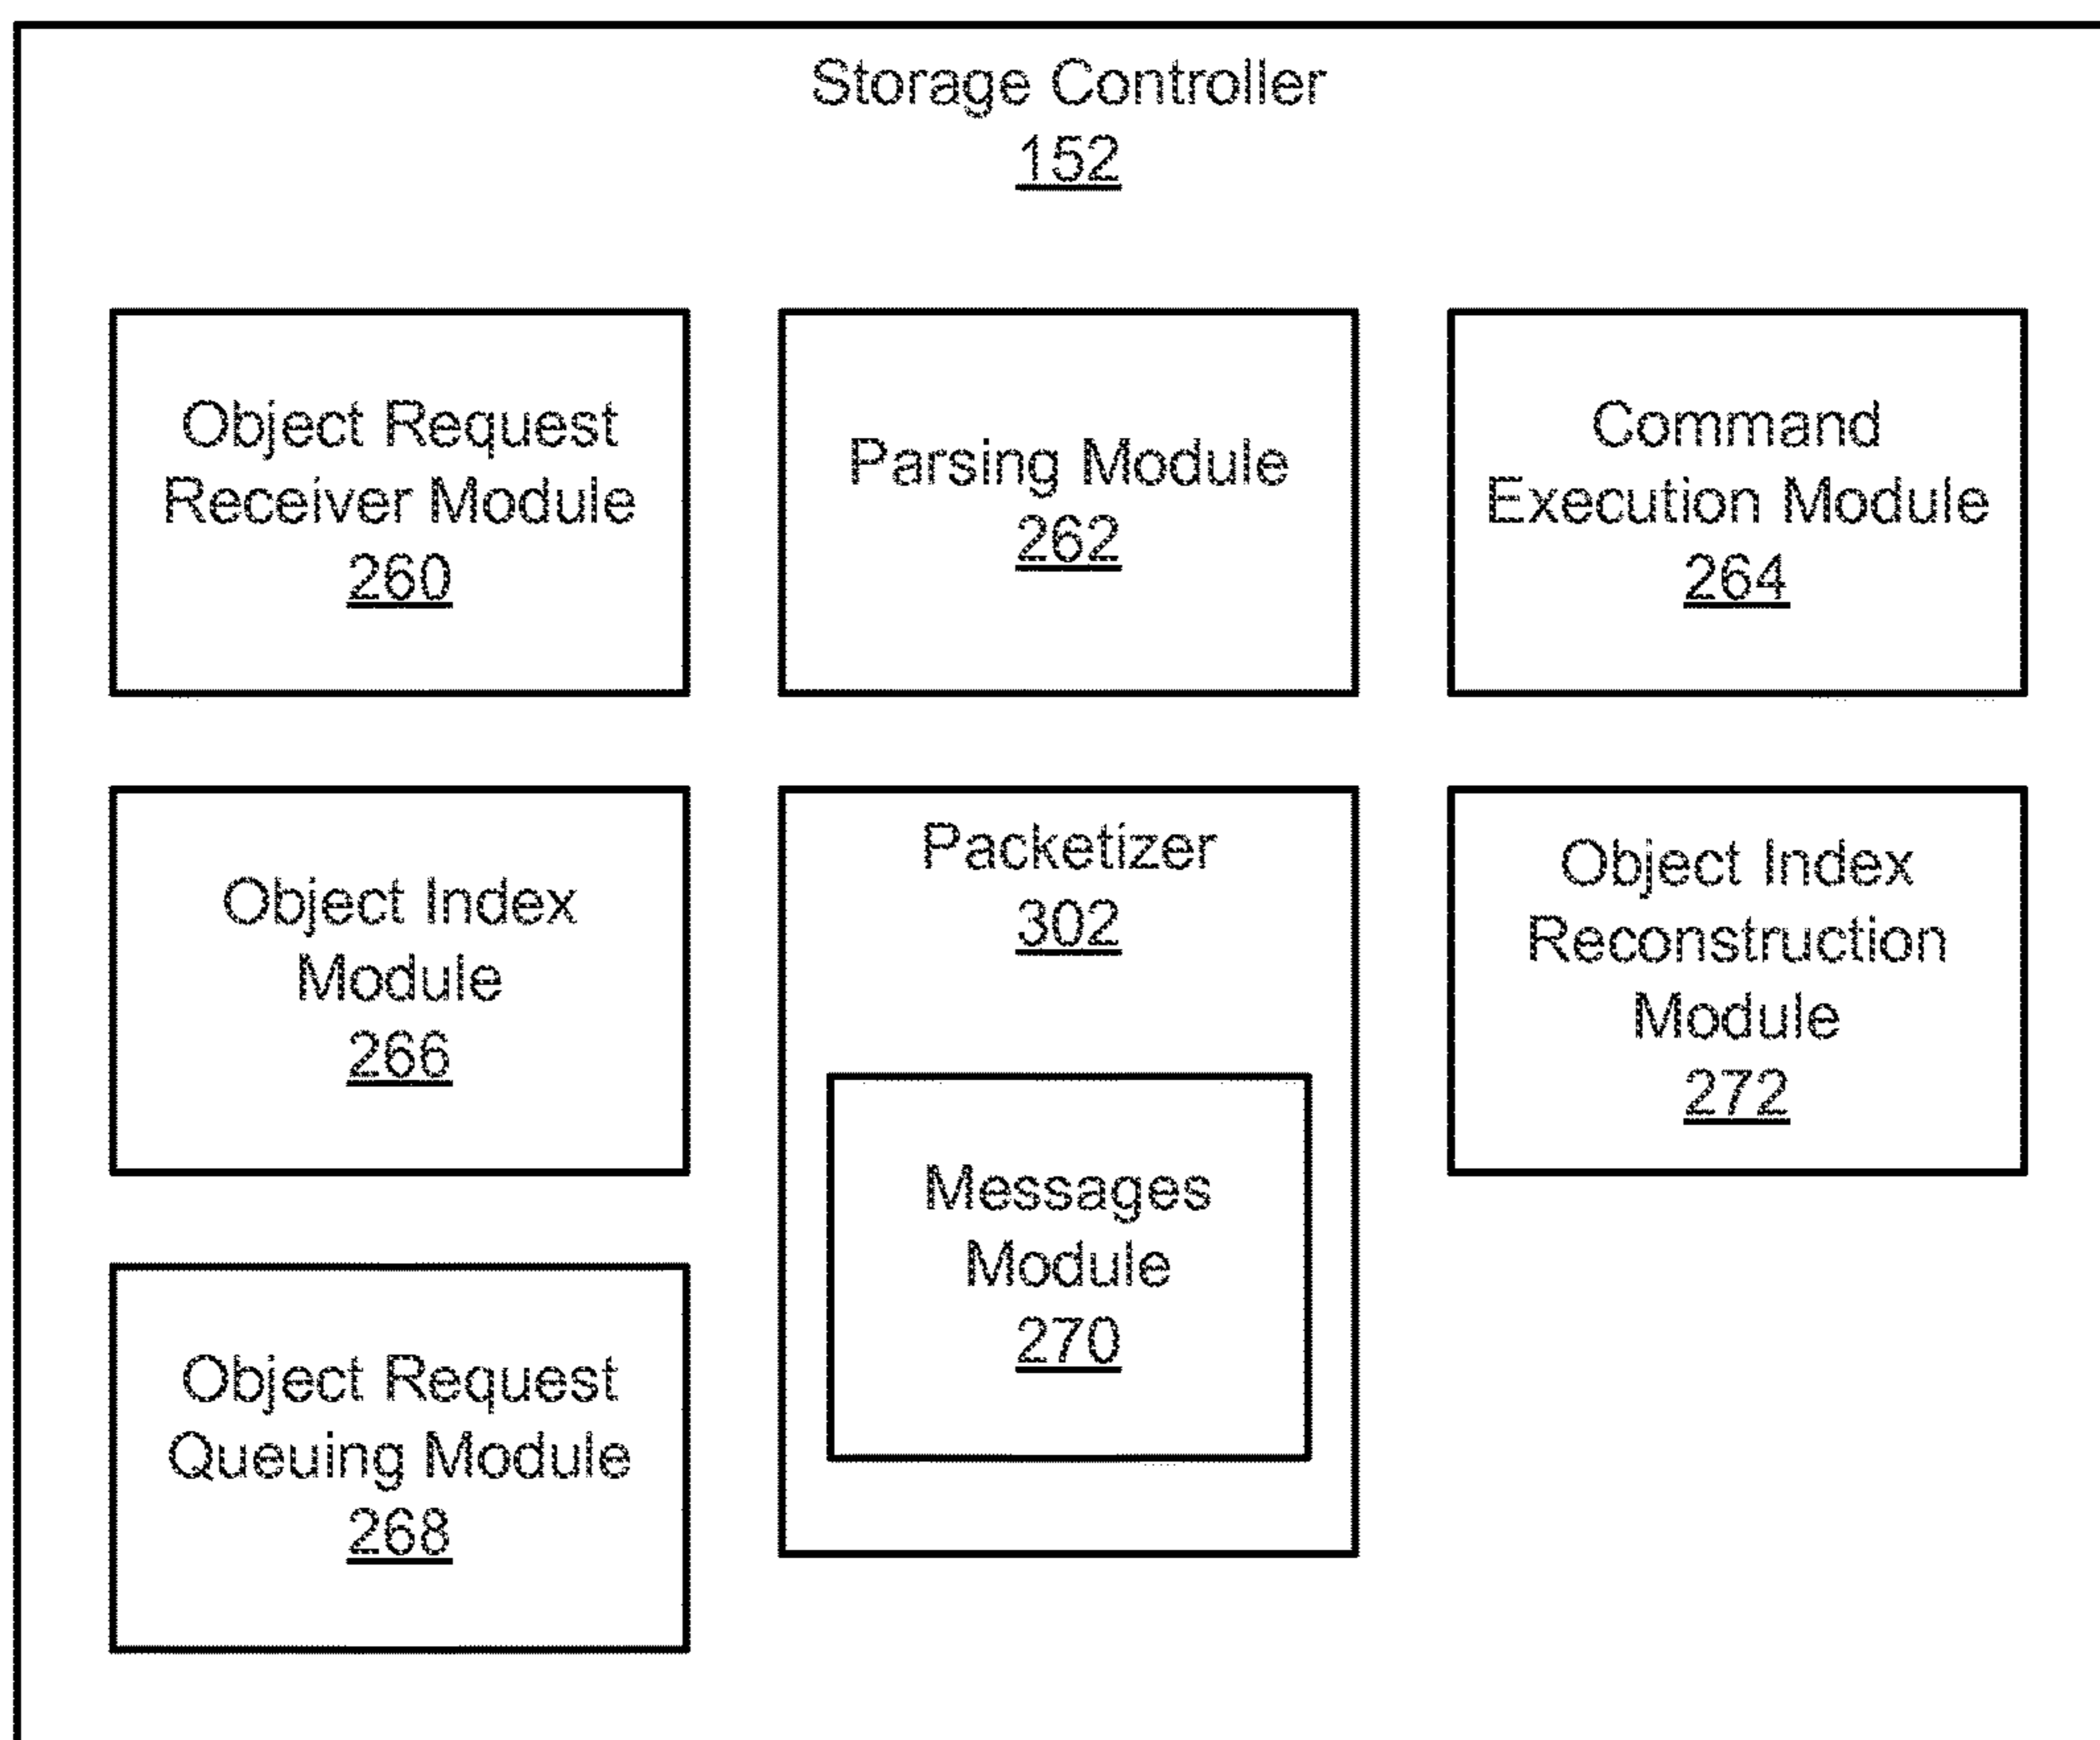 Storage Controller
152
Object Request
Receiver Module
260
Parsing Module
262
Command
Execution Module
264
Object Index
Module
266
Packetizer
302
Messages
Module
270
Object Index
Reconstruction
Module
272
Object Request
Queuing Module
268